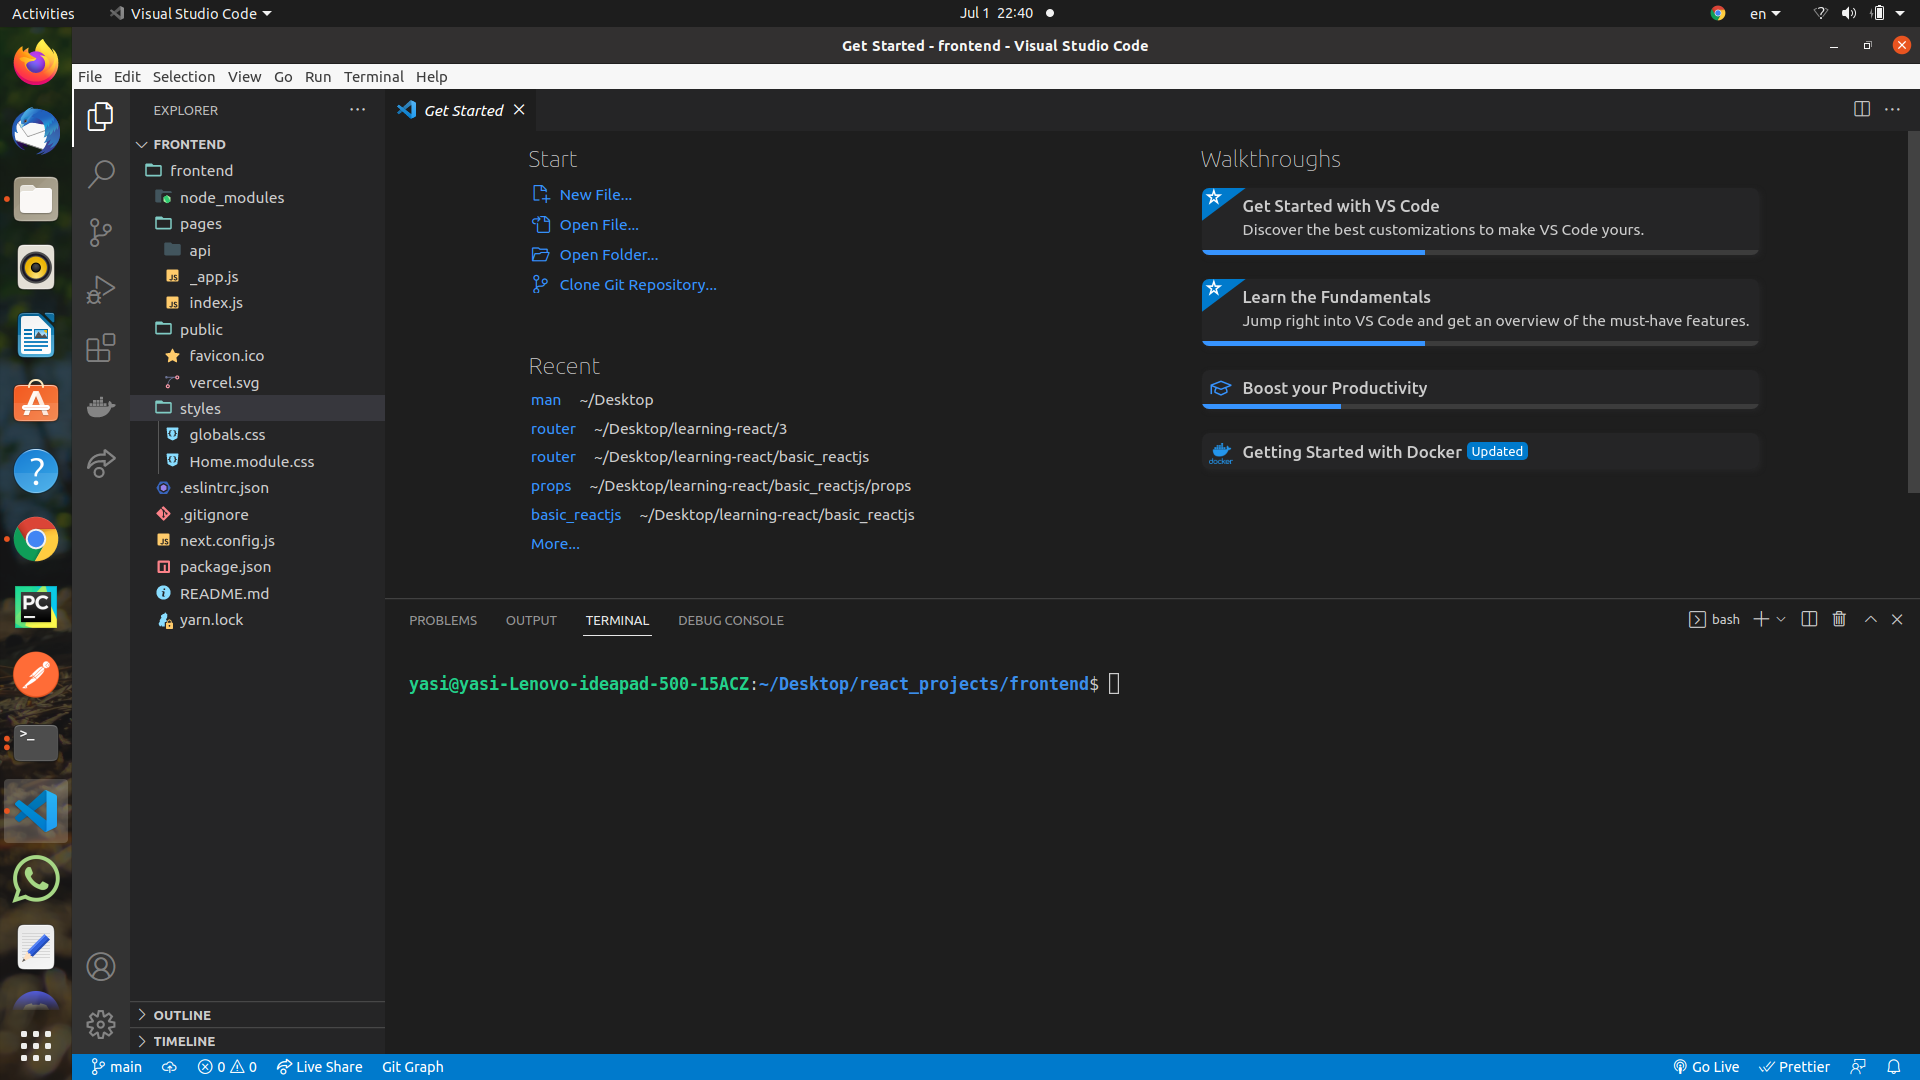 Activities
Visual Studio Code
Jul 1 22:40
en
Get Started - frontend - Visual Studio Code
File Edit Selection View Go Run Terminal Help
EXPLORER
Get Started
FRONTEND
frontend
node_modules
pages
api
_app.js
index.js
public
favicon.ico
vercel.svg
styles
globals.css
Home.module.css
.eslintrc.json
.gitignore
next.config.js
package.json
README.md
yarn.lock
OUTLINE
TIMELINE
Start
New File...
Open File...
Open Folder...
Clone Git Repository...
Recent
man ~/Desktop
router ~/Desktop/learning-react/3
router ~/Desktop/learning-react/basic_reactjs
props ~/Desktop/learning-react/basic_reactjs/props
basic_reactjs ~/Desktop/learning-react/basic_reactjs
More...
Walkthroughs
Get Started with VS Code
Discover the best customizations to make VS Code yours.
Learn the Fundamentals
Jump right into VS Code and get an overview of the must-have features.
Boost your Productivity
docker
Getting Started with Docker Updated
PROBLEMS OUTPUT TERMINAL DEBUG CONSOLE
bash
yasi@yasi-Lenovo-ideapad-500-15ACZ:~/Desktop/react_projects/frontend$
PC
>_
main 0 0 Live Share Git Graph
Go Live Prettier